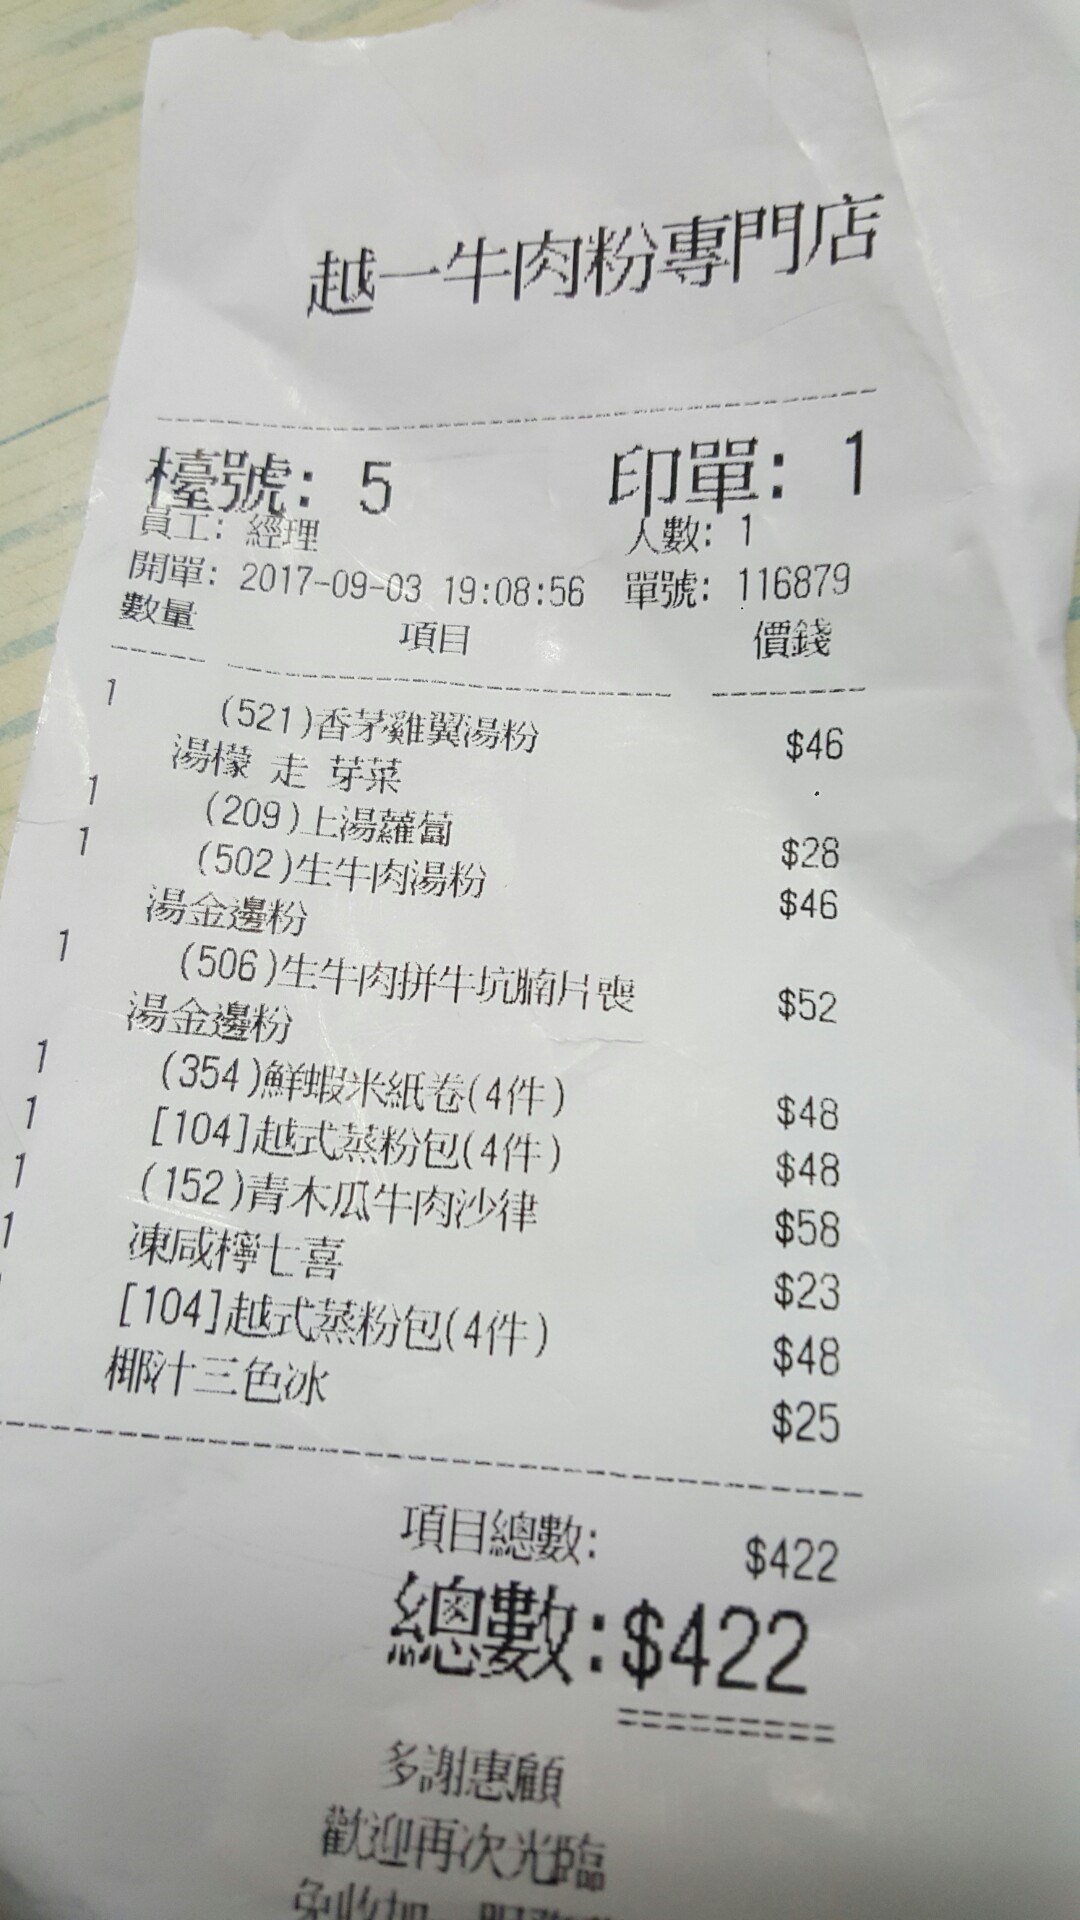 越一牛肉粉專門店
檯號: 5 印單: 1
員工: 經理 人數: 1
開單: 2017-09-03 19:08:56 單號: 116879
數量 項目 價錢
1 (521)香茅雞翼湯粉 $46
湯檬 走 芽菜
1 (209)上湯蘿蔔 $28
1 (502)生牛肉湯粉 $46
湯金邊粉
1 (506)生牛肉拼牛坑腩片喪 $52
湯金邊粉
1 (354)鮮蝦米紙卷(4件) $48
1 [104]越式蒸粉包(4件) $48
1 (152)青木瓜牛肉沙律 $58
1 凍咸檸七喜 $23
[104]越式蒸粉包(4件) $48
椰汁三色冰 $25
項目總數: $422
總數:$422
多謝惠顧
歡迎再次光臨
免收加一服務